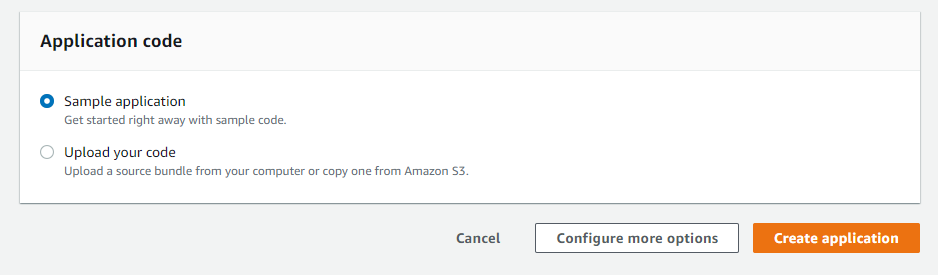 Application code
Sample application
Get started right away with sample code.
Upload your code
Upload a source bundle from your computer or copy one from Amazon S3.
Cancel
Configure more options
Create application